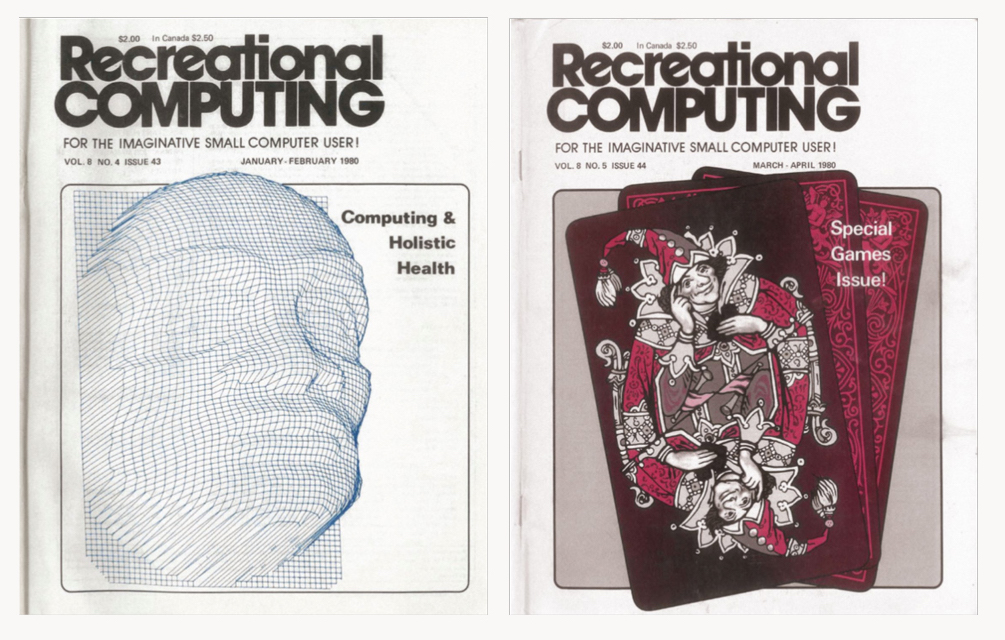 $2.00 In Canada $2.50
Recreational
COMPUTING
FOR THE IMAGINATIVE SMALL COMPUTER USER!
VOL. 8 NO. 4 ISSUE 43 JANUARY-FEBRUARY 1980
Computing &
Holistic
Health
$2.00 In Canada $2.50
Recreational
COMPUTING
FOR THE IMAGINATIVE SMALL COMPUTER USER!
VOL. 8 NO. 5 ISSUE 44 MARCH - APRIL 1980
Special
Games
Issue!